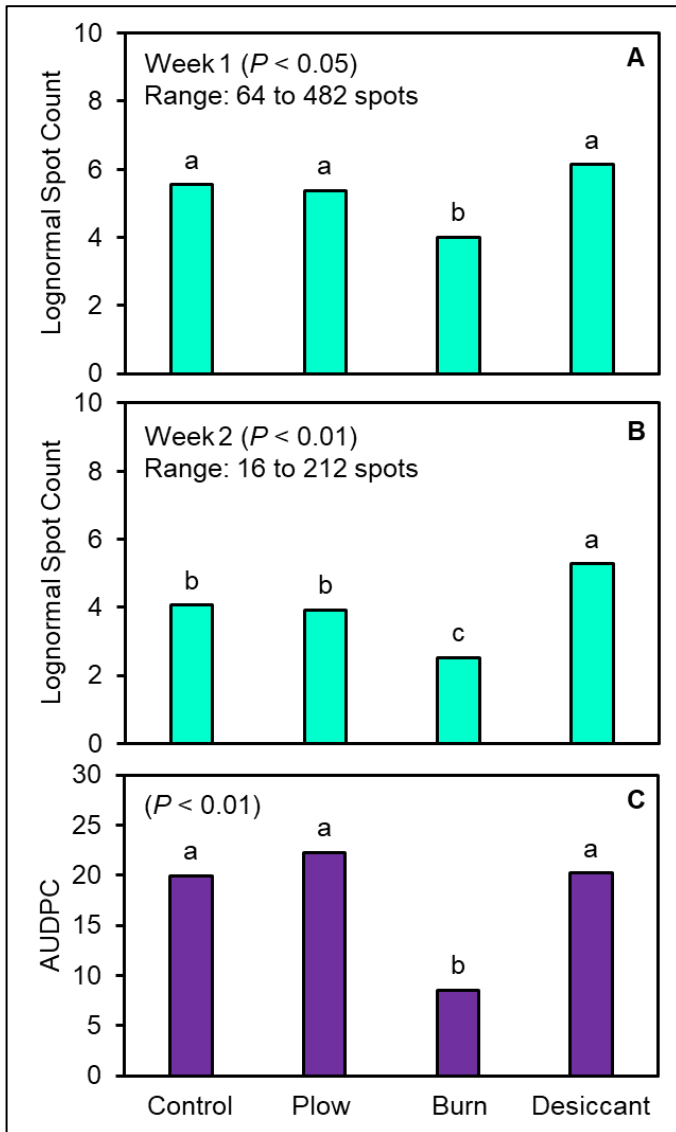 10
8
6
4
2
0
Lognormal Spot Count
Week 1 (P < 0.05)
Range: 64 to 482 spots
A
a
a
b
a
10
8
6
4
2
0
Lognormal Spot Count
Week 2 (P < 0.01)
Range: 16 to 212 spots
B
b
b
c
a
30
25
20
15
10
5
0
AUDPC
(P < 0.01)
C
a
a
b
a
Control Plow Burn Desiccant